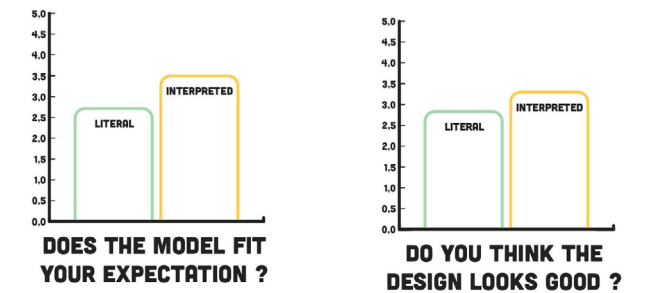 5.0
4.5
4.0
3.5
3.0
2.5
2.0
1.5
1.0
0.5
0.0
LITERAL
INTERPRETED
DOES THE MODEL FIT
YOUR EXPECTATION ?
5.0
4.5
4.0
3.5
3.0
2.5
2.0
1.5
1.0
0.5
0.0
LITERAL
INTERPRETED
DO YOU THINK THE
DESIGN LOOKS GOOD ?